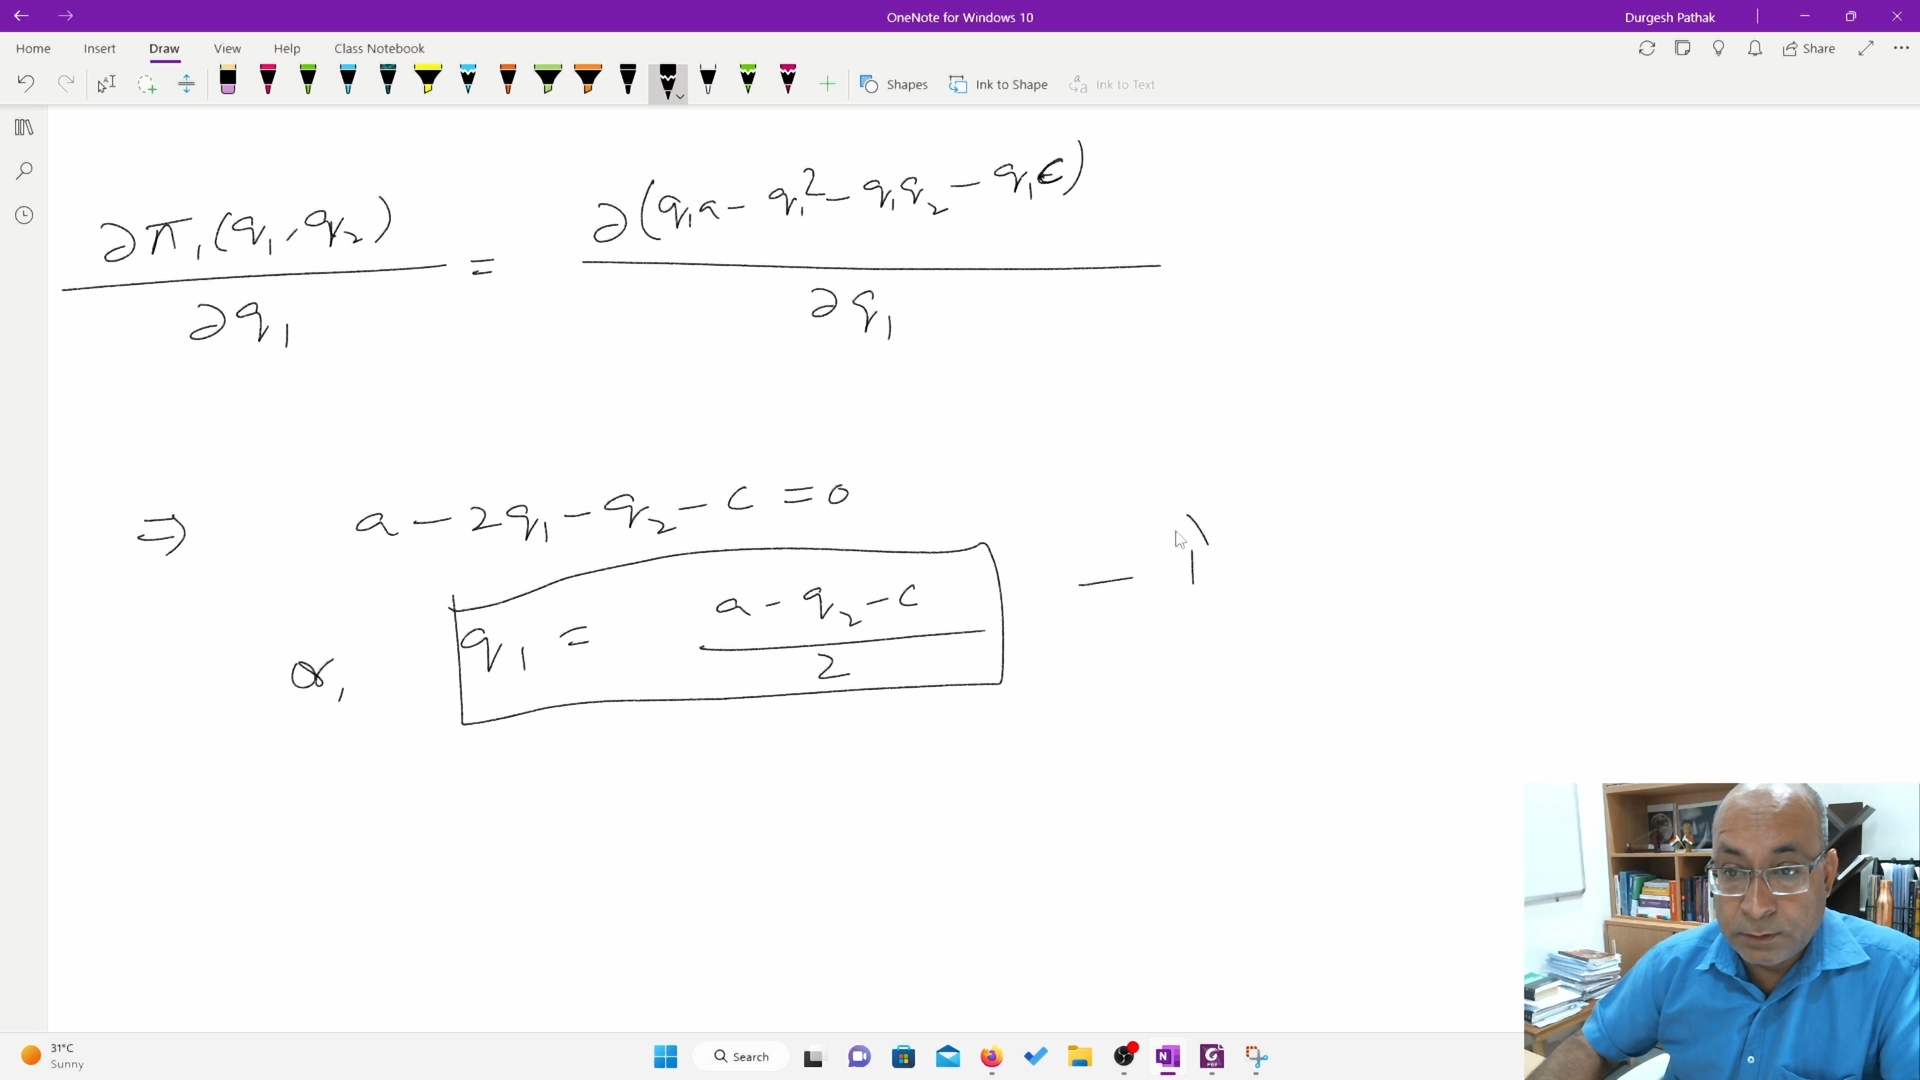 OneNote for Windows 10
Durgesh Pathak
Home Insert Draw View Help Class Notebook
Share
Shapes Ink to Shape Ink to Text
∂π₁(q₁, q₂) / ∂q₁ = ∂(q₁a - q₁² - q₁q₂ - q₁c) / ∂q₁
⇒ a - 2q₁ - q₂ - c = 0
or, q₁ = (a - q₂ - c) / 2 — 1)
31°C
Sunny
Search